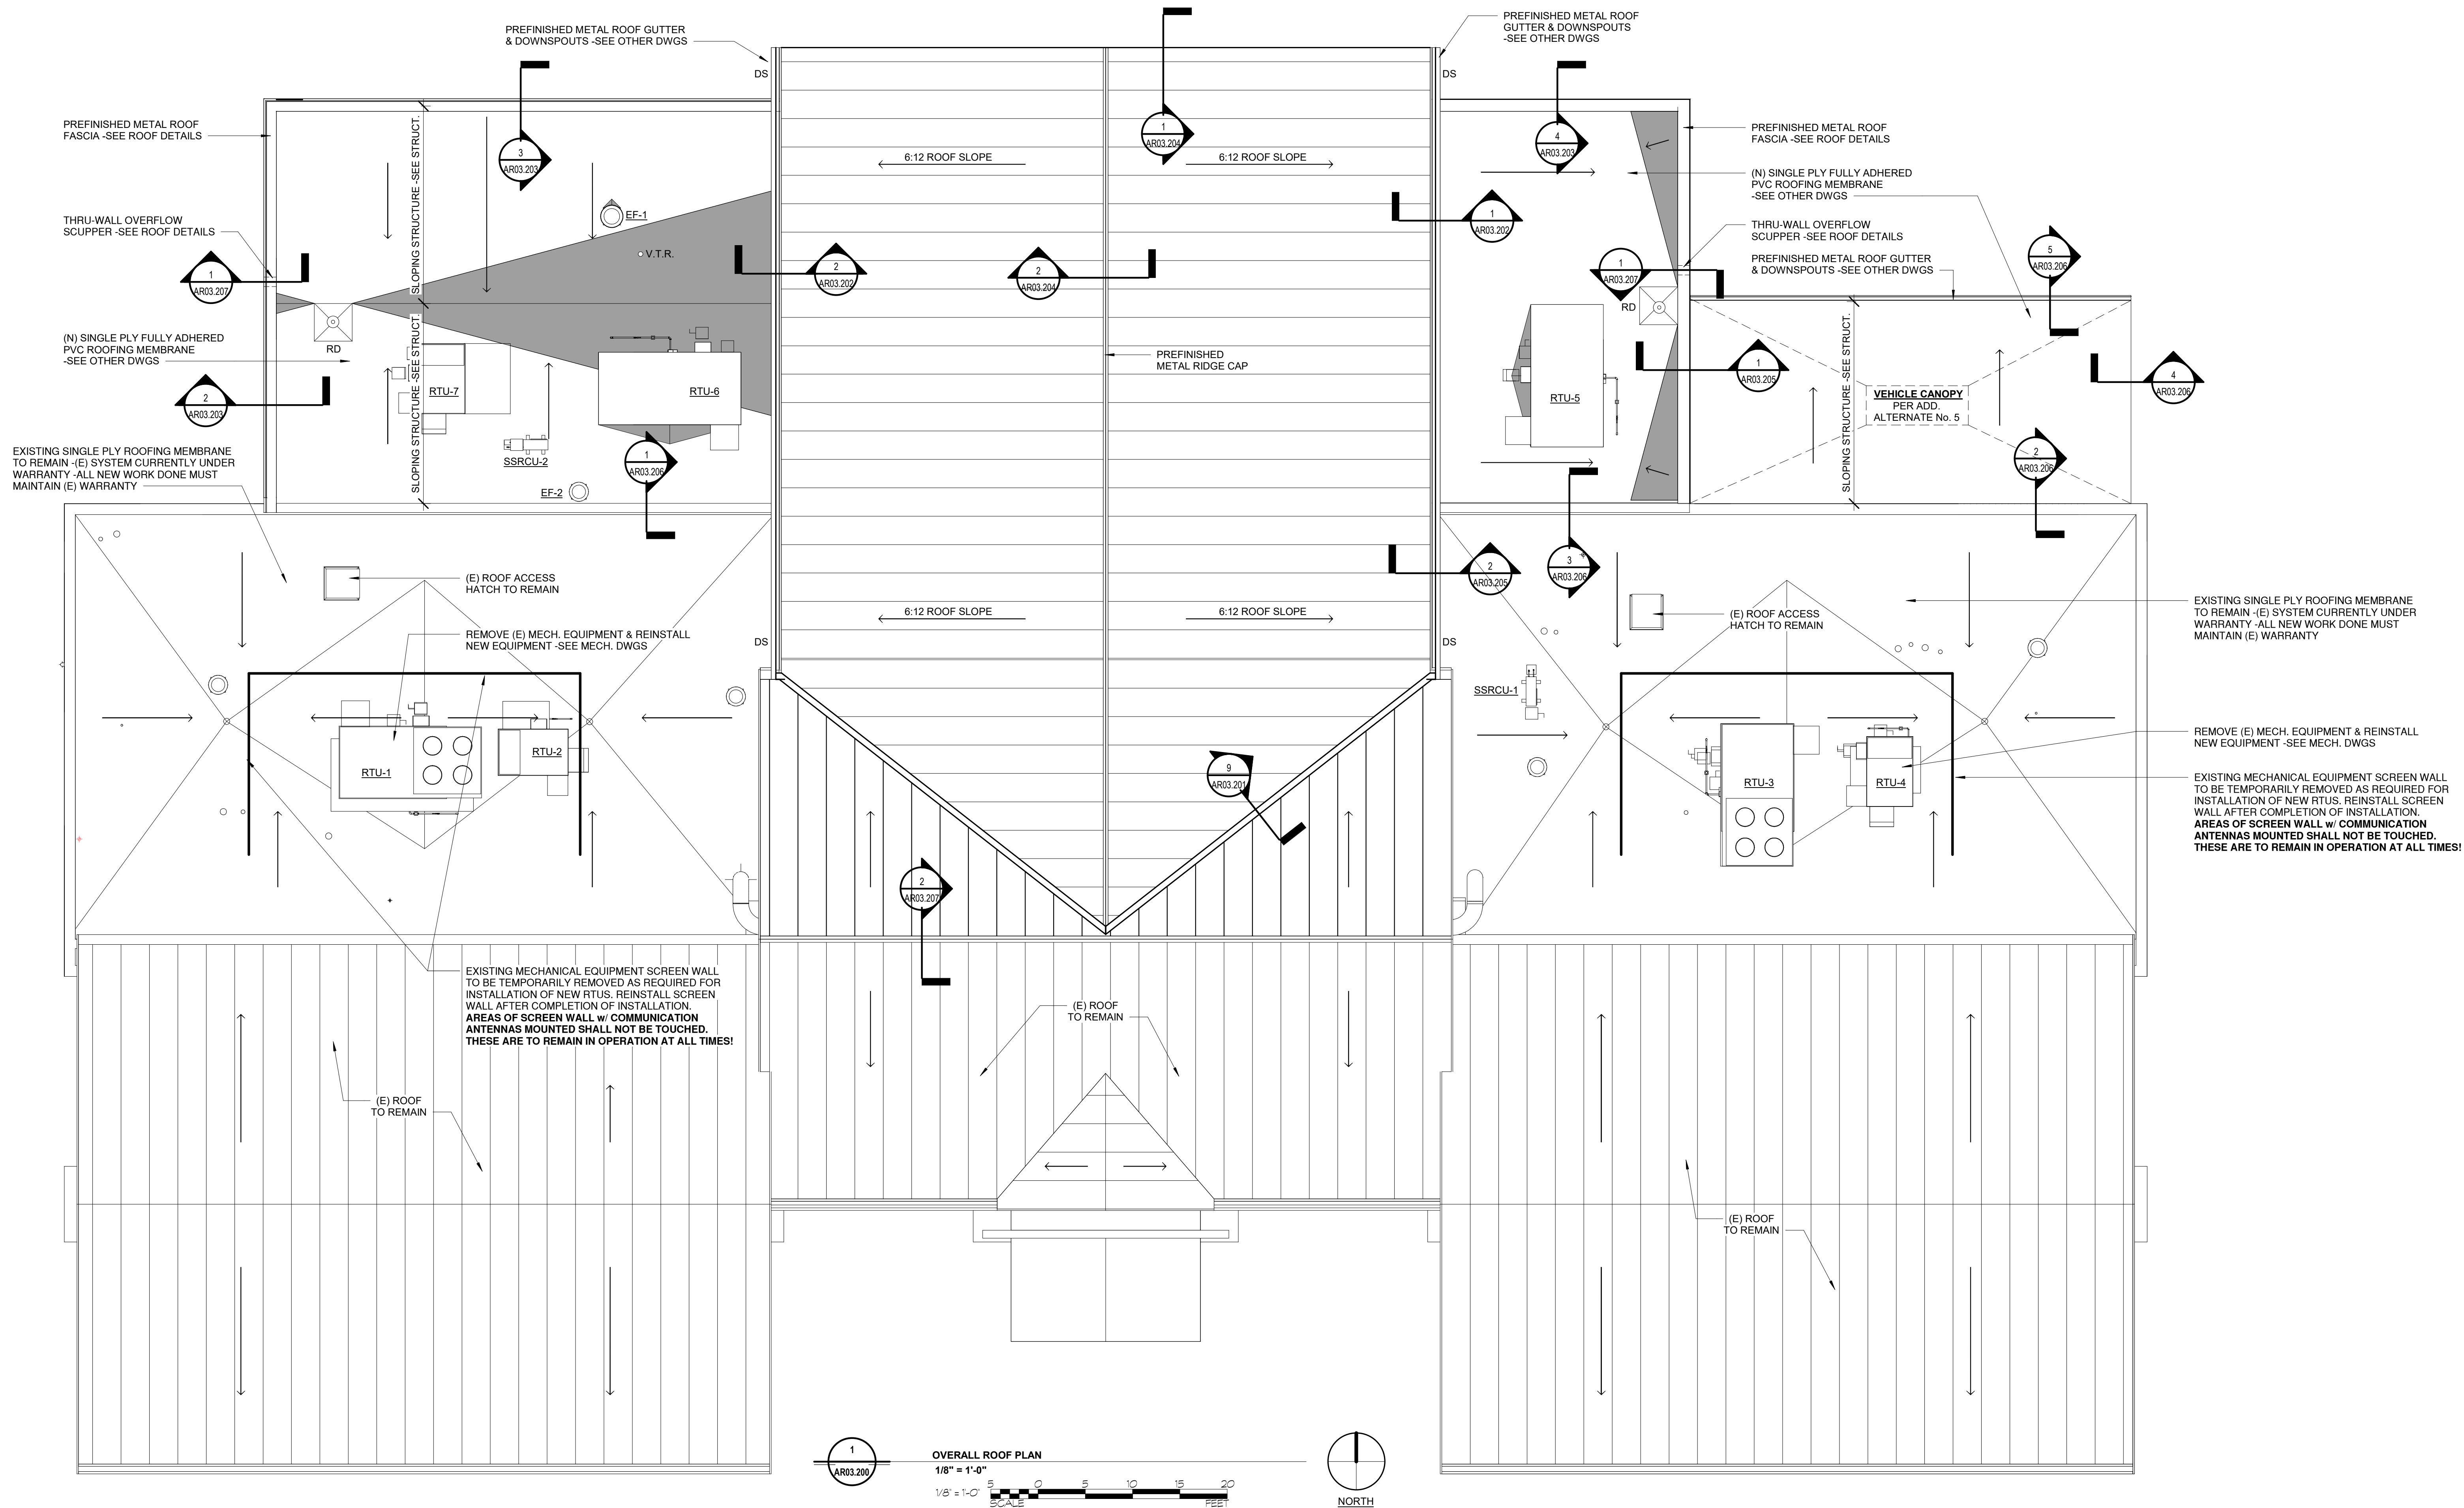 PREFINISHED METAL ROOF GUTTER
& DOWNSPOUTS -SEE OTHER DWGS
PREFINISHED METAL ROOF
GUTTER & DOWNSPOUTS
-SEE OTHER DWGS
DS
DS
PREFINISHED METAL ROOF
FASCIA -SEE ROOF DETAILS
SLOPING STRUCTURE -SEE STRUCT.
3
AR03.203
1
AR03.204
4
AR03.203
PREFINISHED METAL ROOF
FASCIA -SEE ROOF DETAILS
6:12 ROOF SLOPE
6:12 ROOF SLOPE
(N) SINGLE PLY FULLY ADHERED
PVC ROOFING MEMBRANE
-SEE OTHER DWGS
THRU-WALL OVERFLOW
SCUPPER -SEE ROOF DETAILS
EF-1
V.T.R.
1
AR03.202
THRU-WALL OVERFLOW
SCUPPER -SEE ROOF DETAILS
5
AR03.206
1
AR03.207
2
AR03.202
2
AR03.204
1
AR03.207
PREFINISHED METAL ROOF GUTTER
& DOWNSPOUTS -SEE OTHER DWGS
RD
RD
(N) SINGLE PLY FULLY ADHERED
PVC ROOFING MEMBRANE
-SEE OTHER DWGS
SLOPING STRUCTURE -SEE STRUCT.
SLOPING STRUCTURE -SEE STRUCT.
PREFINISHED
METAL RIDGE CAP
1
AR03.205
4
AR03.206
2
AR03.203
RTU-7
RTU-6
RTU-5
VEHICLE CANOPY
PER ADD.
ALTERNATE No. 5
EXISTING SINGLE PLY ROOFING MEMBRANE
TO REMAIN -(E) SYSTEM CURRENTLY UNDER
WARRANTY -ALL NEW WORK DONE MUST
MAINTAIN (E) WARRANTY
SSRCU-2
1
AR03.206
2
AR03.206
EF-2
(E) ROOF ACCESS
HATCH TO REMAIN
2
AR03.205
3
AR03.206
6:12 ROOF SLOPE
6:12 ROOF SLOPE
(E) ROOF ACCESS
HATCH TO REMAIN
EXISTING SINGLE PLY ROOFING MEMBRANE
TO REMAIN -(E) SYSTEM CURRENTLY UNDER
WARRANTY -ALL NEW WORK DONE MUST
MAINTAIN (E) WARRANTY
REMOVE (E) MECH. EQUIPMENT & REINSTALL
NEW EQUIPMENT -SEE MECH. DWGS
DS
DS
SSRCU-1
RTU-1
RTU-2
RTU-3
RTU-4
REMOVE (E) MECH. EQUIPMENT & REINSTALL
NEW EQUIPMENT -SEE MECH. DWGS
EXISTING MECHANICAL EQUIPMENT SCREEN WALL
TO BE TEMPORARILY REMOVED AS REQUIRED FOR
INSTALLATION OF NEW RTUS. REINSTALL SCREEN
WALL AFTER COMPLETION OF INSTALLATION.
AREAS OF SCREEN WALL w/ COMMUNICATION
ANTENNAS MOUNTED SHALL NOT BE TOUCHED.
THESE ARE TO REMAIN IN OPERATION AT ALL TIMES!
9
AR03.201
2
AR03.207
EXISTING MECHANICAL EQUIPMENT SCREEN WALL
TO BE TEMPORARILY REMOVED AS REQUIRED FOR
INSTALLATION OF NEW RTUS. REINSTALL SCREEN
WALL AFTER COMPLETION OF INSTALLATION.
AREAS OF SCREEN WALL w/ COMMUNICATION
ANTENNAS MOUNTED SHALL NOT BE TOUCHED.
THESE ARE TO REMAIN IN OPERATION AT ALL TIMES!
(E) ROOF
TO REMAIN
(E) ROOF
TO REMAIN
(E) ROOF
TO REMAIN
1
AR03.200
OVERALL ROOF PLAN
1/8" = 1'-0"
1/8" = 1'-0"
5 0 5 10 15 20
SCALE FEET
NORTH